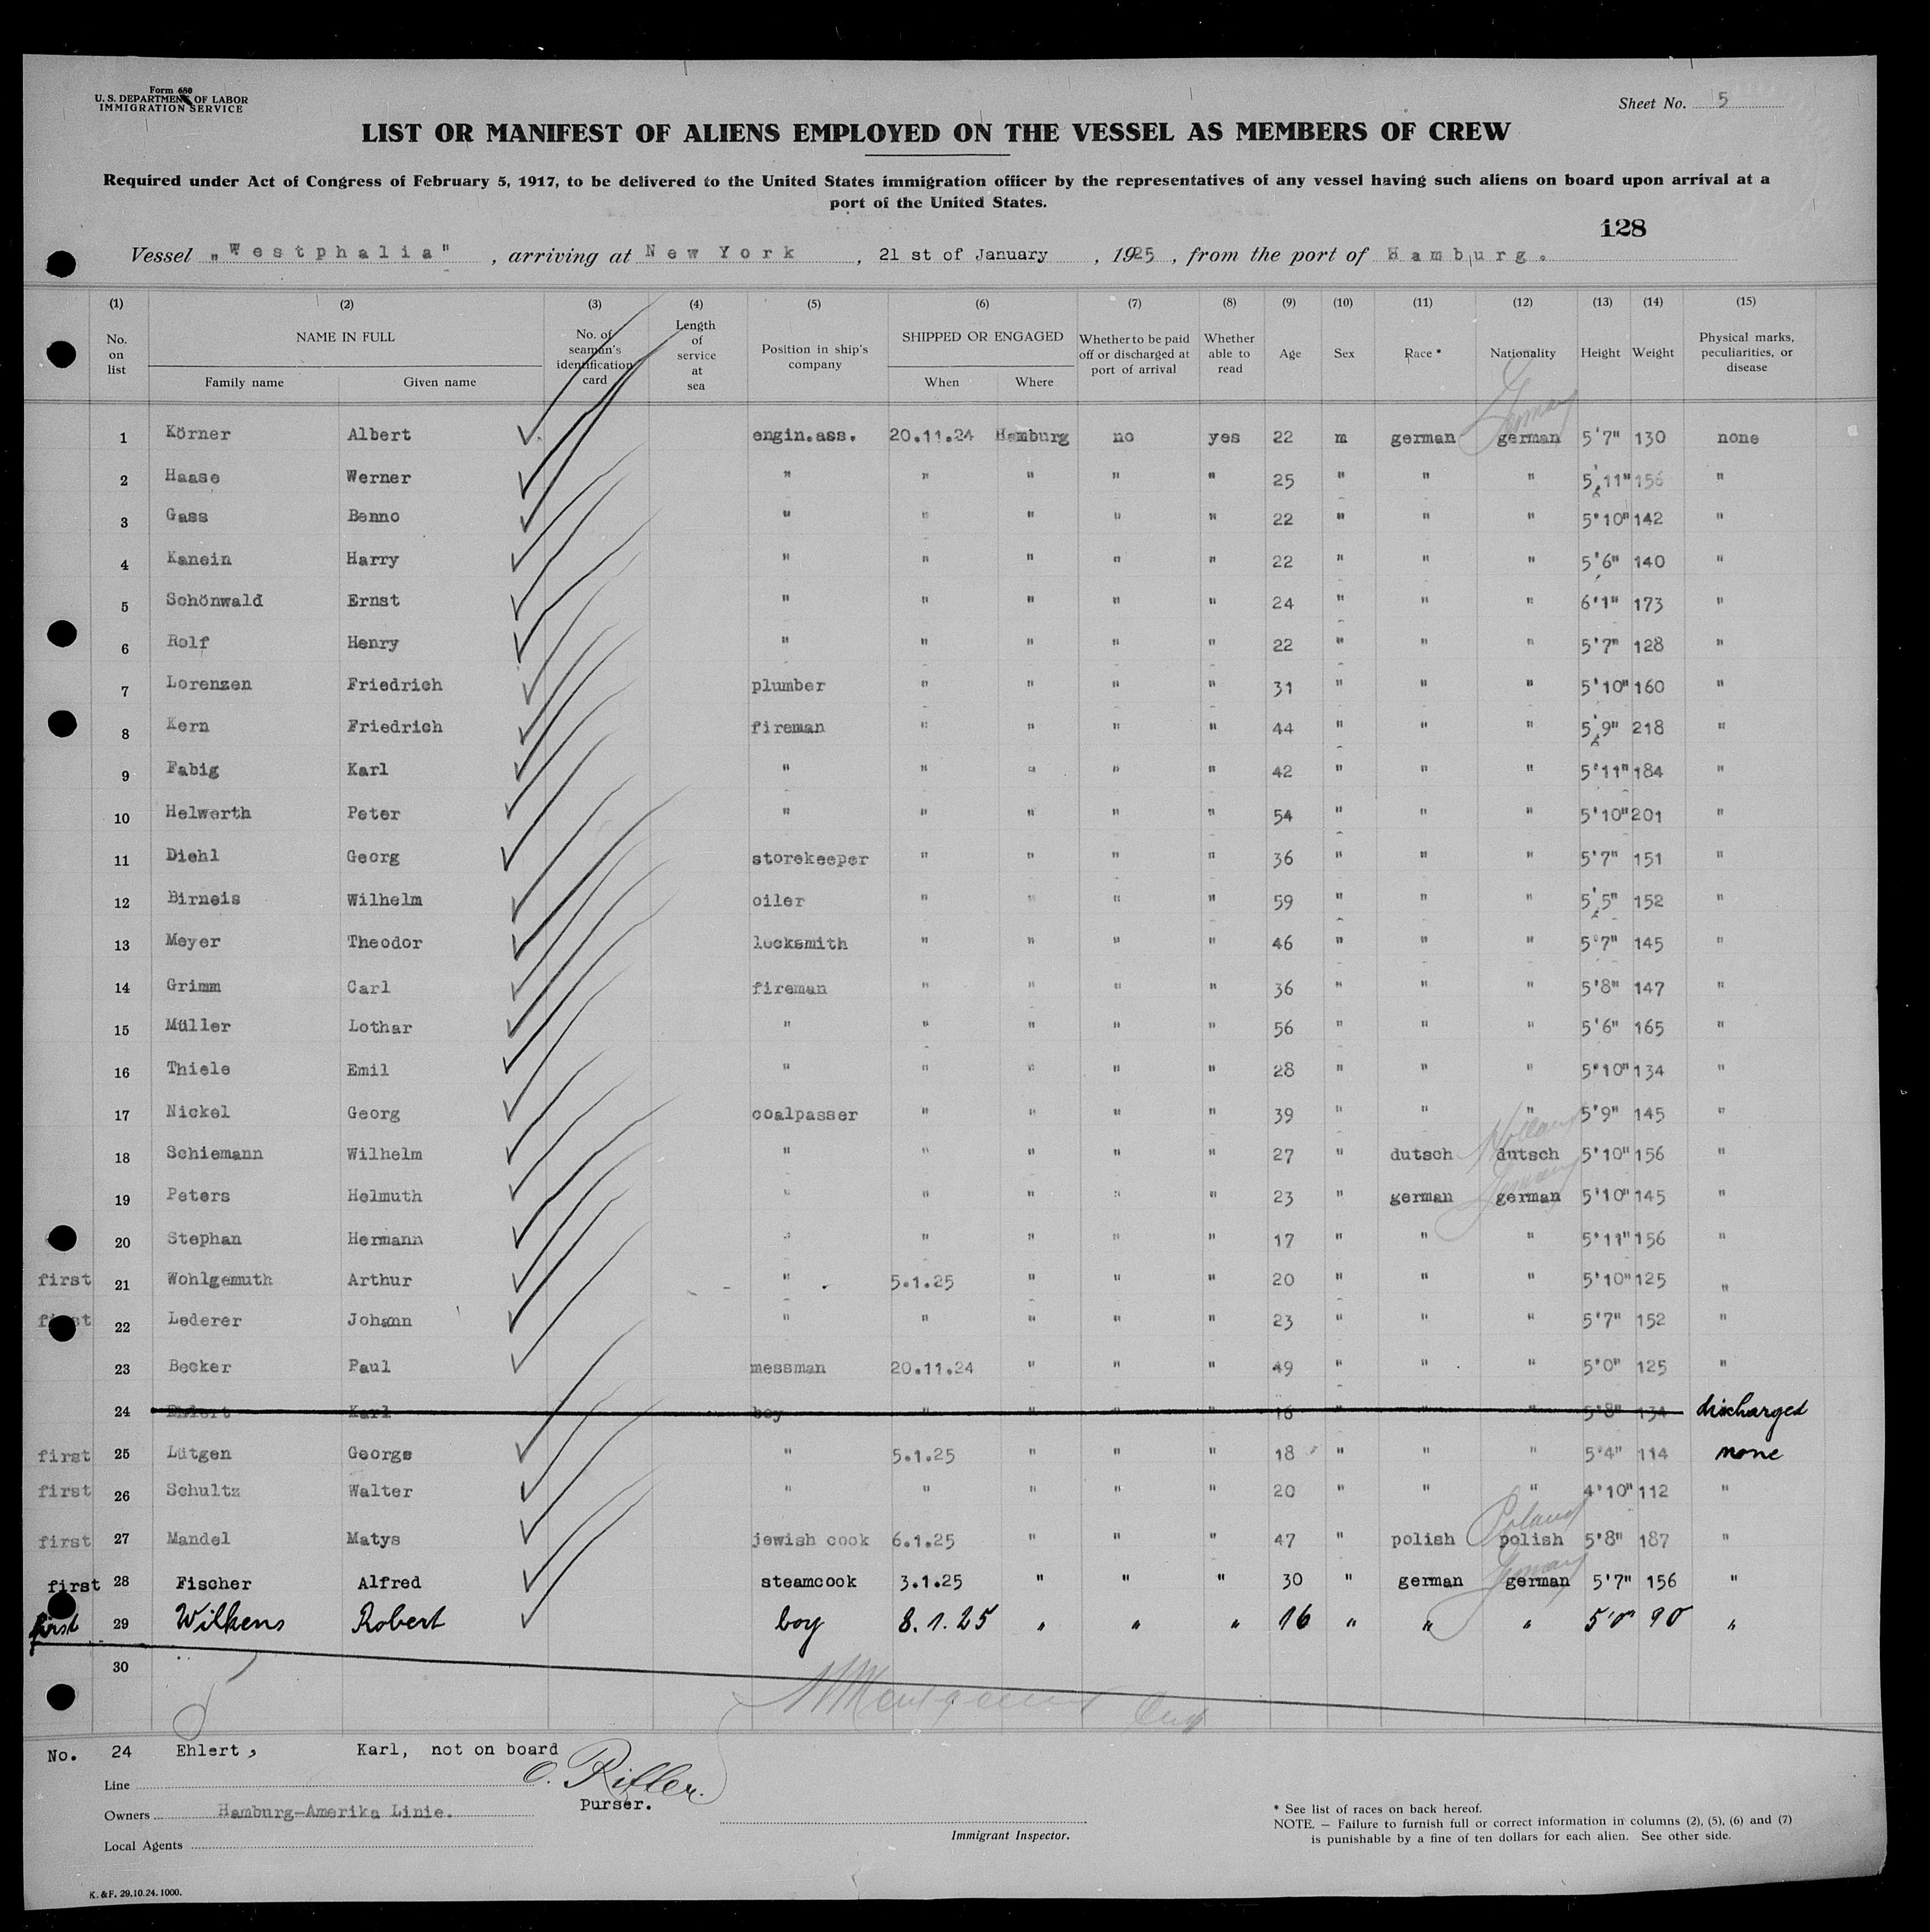 Form 680
U. S. DEPARTMENT OF LABOR
IMMIGRATION SERVICE
Sheet No. 5
LIST OR MANIFEST OF ALIENS EMPLOYED ON THE VESSEL AS MEMBERS OF CREW
Required under Act of Congress of February 5, 1917, to be delivered to the United States immigration officer by the representatives of any vessel having such aliens on board upon arrival at a
port of the United States.
128
Vessel „Westphalia" , arriving at New York , 21 st of January , 1925 , from the port of Hamburg.
(1) (2) (3) (4) (5) (6) (7) (8) (9) (10) (11) (12) (13) (14) (15)
No. on list NAME IN FULL Family name Given name No. of seaman's identification card Length of service at sea Position in ship's company SHIPPED OR ENGAGED When Where Whether to be paid off or discharged at port of arrival Whether able to read Age Sex Race * Nationality Height Weight Physical marks, peculiarities, or disease
Germany
1 Körner Albert engin.ass. 20.11.24 Hamburg no yes 22 m german german 5'7" 130 none
2 Haase Werner " " " " " 25 " " " 5'11" 156 "
3 Gass Benno " " " " " 22 " " " 5'10" 142 "
4 Kanein Harry " " " " " 22 " " " 5'6" 140 "
5 Schönwald Ernst " " " " " 24 " " " 6'1" 173 "
6 Rolf Henry " " " " " 22 " " " 5'7" 128 "
7 Lorenzen Friedrich plumber " " " " 31 " " " 5'10" 160 "
8 Kern Friedrich fireman " " " " 44 " " " 5'9" 218 "
9 Fabig Karl " " " " " 42 " " " 5'11" 184 "
10 Helwerth Peter " " " " " 54 " " " 5'10" 201 "
11 Diehl Georg storekeeper " " " " 36 " " " 5'7" 151 "
12 Birneis Wilhelm oiler " " " " 59 " " " 5'5" 152 "
13 Meyer Theodor locksmith " " " " 46 " " " 5'7" 145 "
14 Grimm Carl fireman " " " " 36 " " " 5'8" 147 "
15 Müller Lothar " " " " " 56 " " " 5'6" 165 "
16 Thiele Emil " " " " " 28 " " " 5'10" 134 "
17 Nickel Georg coalpasser " " " " 39 " " " 5'9" 145 "
Holland
18 Schiemann Wilhelm " " " " " 27 " dutsch dutsch 5'10" 156 "
Germany
19 Peters Helmuth " " " " " 23 " german german 5'10" 145 "
20 Stephan Hermann " " " " " 17 " " " 5'11" 156 "
first 21 Wohlgemuth Arthur " 5.1.25 " " " 20 " " " 5'10" 125 "
first 22 Lederer Johann " " " " " 23 " " " 5'7" 152 "
23 Becker Paul messman 20.11.24 " " " 49 " " " 5'0" 125 "
24 Ehlert Karl boy " " " " 16 " " " 5'8" 134 discharged
first 25 Lütgen George " 5.1.25 " " " 18 " " " 5'4" 114 none
first 26 Schultz Walter " " " " " 20 " " " 4'10" 112 "
Poland
first 27 Mandel Matys jewish cook 6.1.25 " " " 47 " polish polish 5'8" 187 "
Germany
first 28 Fischer Alfred steamcook 3.1.25 " " " 30 " german german 5'7" 156 "
first 29 Wilkens Robert boy 8.1.25 " " " 16 " " " 5'0" 90 "
30
No. 24 Ehlert, Karl, not on board
Line
Purser.
Owners Hamburg-Amerika Linie.
Local Agents
Immigrant Inspector.
* See list of races on back hereof.
NOTE. — Failure to furnish full or correct information in columns (2), (5), (6) and (7)
is punishable by a fine of ten dollars for each alien. See other side.
K. & F. 29.10.24.1000.